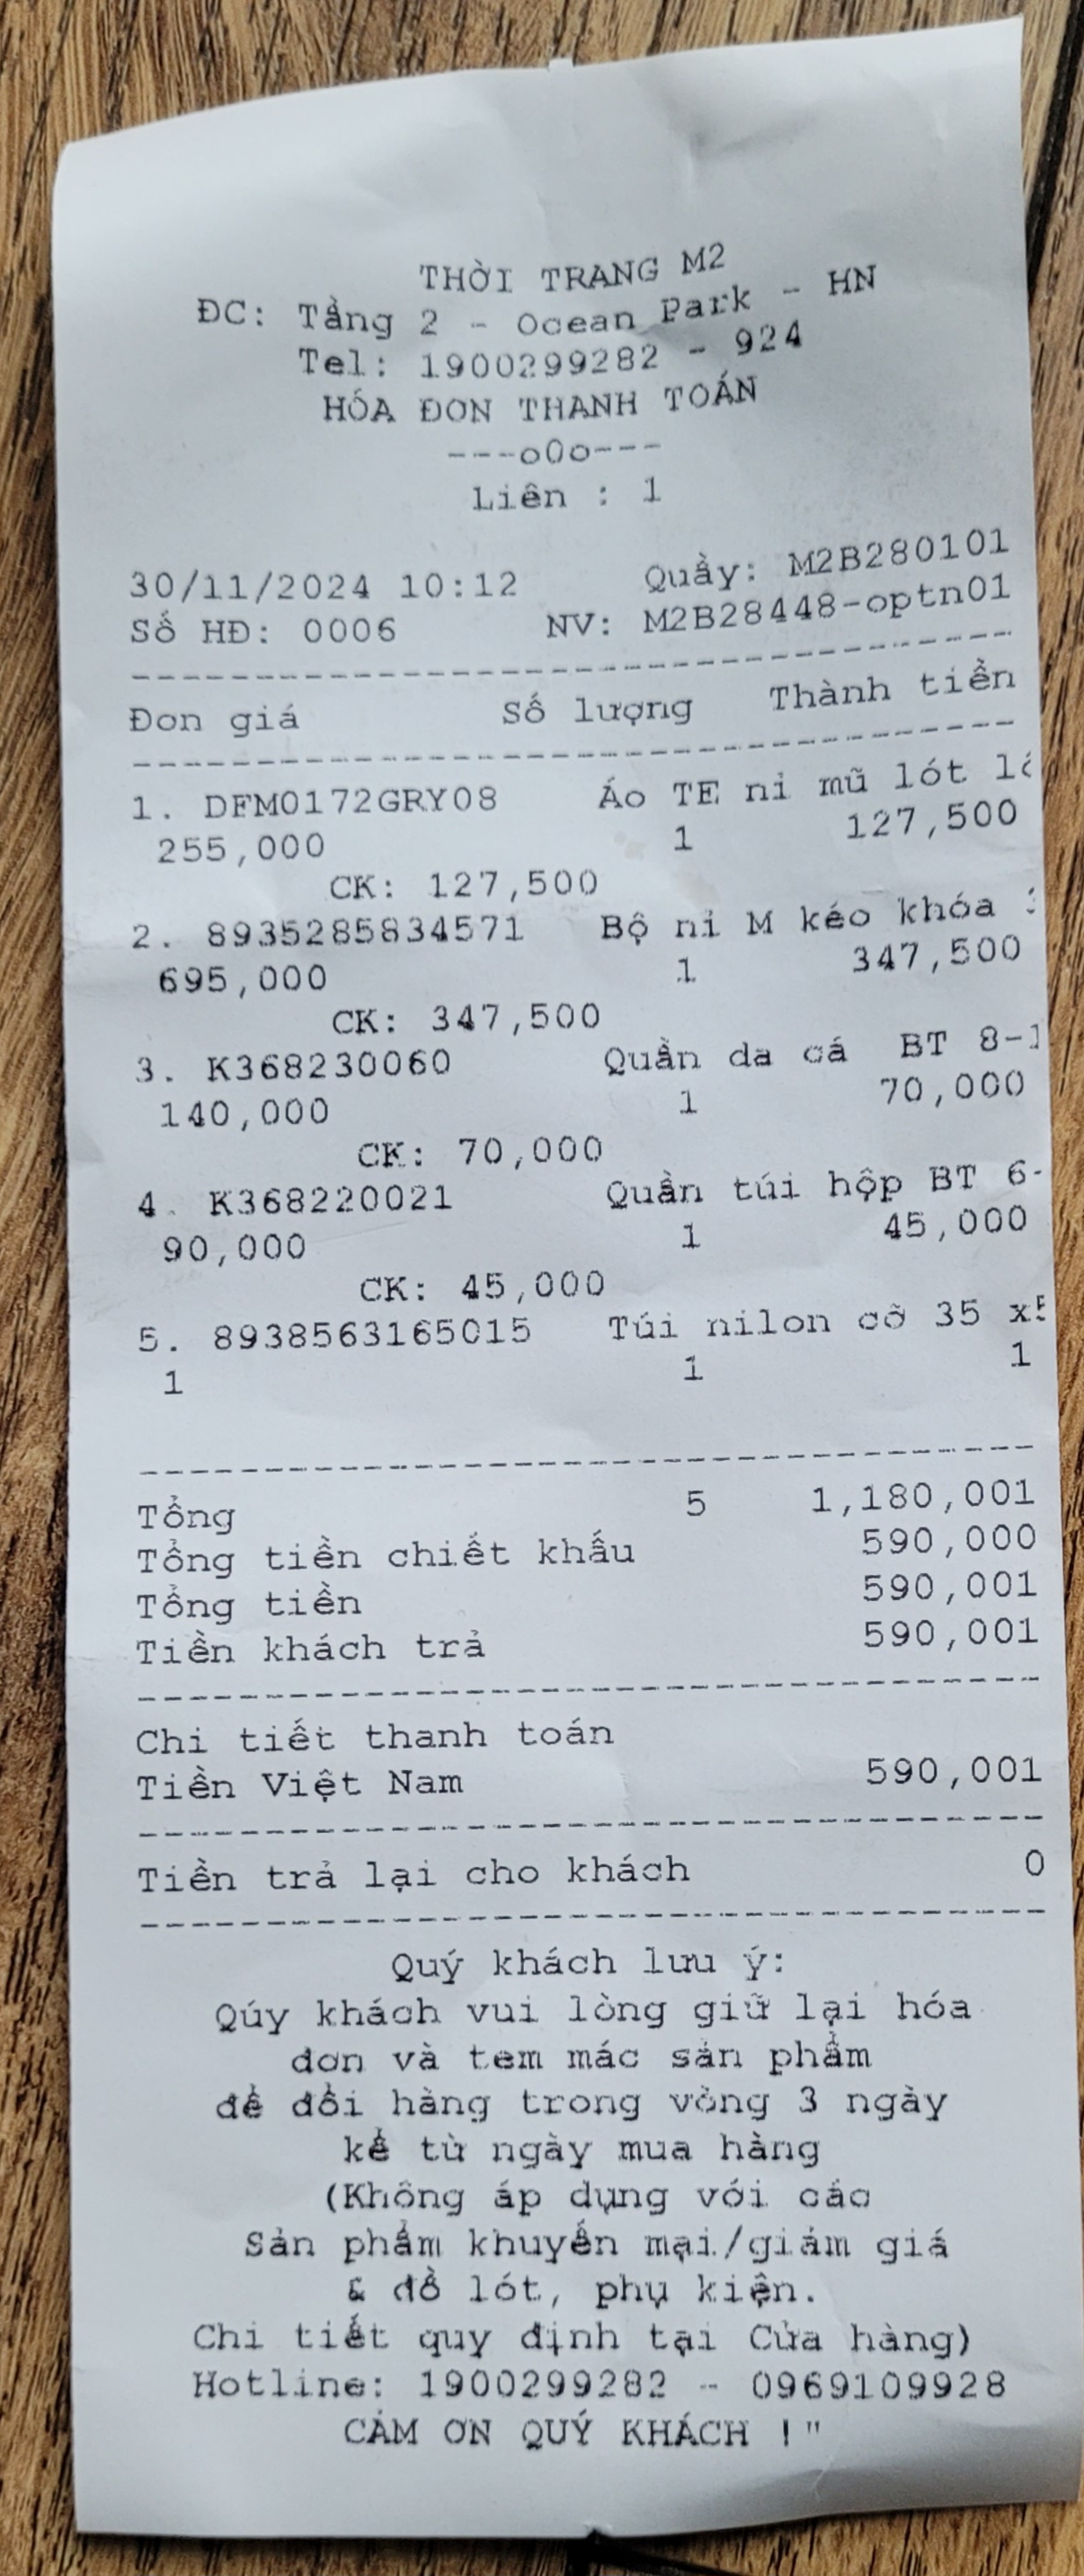 THỜI TRANG M2
ĐC: Tầng 2 - Ocean Park - HN
Tel: 1900299282 - 924
HÓA ĐƠN THANH TOÁN
---o0o---
Liên : 1
30/11/2024 10:12 Quầy: M2B280101
Số HĐ: 0006 NV: M2B28448-optn01
Đơn giá Số lượng Thành tiền
1. DFM0172GRY08 Áo TE nỉ mũ lót
255,000 1 127,500
CK: 127,500
2. 8935285834571 Bộ nỉ M kéo khóa
695,000 1 347,500
CK: 347,500
3. K368230060 Quần da cá BT 8-1
140,000 1 70,000
CK: 70,000
4. K368220021 Quần túi hộp BT 6-
90,000 1 45,000
CK: 45,000
5. 8938563165015 Túi nilon cỡ 35 x5
1 1 1
Tổng 5 1,180,001
Tổng tiền chiết khấu 590,000
Tổng tiền 590,001
Tiền khách trả 590,001
Chi tiết thanh toán
Tiền Việt Nam 590,001
Tiền trả lại cho khách 0
Quý khách lưu ý:
Qúy khách vui lòng giữ lại hóa
đơn và tem mác sản phẩm
để đổi hàng trong vòng 3 ngày
kể từ ngày mua hàng
(Không áp dụng với các
Sản phẩm khuyến mại/giảm giá
& đồ lót, phụ kiện.
Chi tiết quy định tại Cửa hàng)
Hotline: 1900299282 - 0969109928
CẢM ƠN QUÝ KHÁCH !"